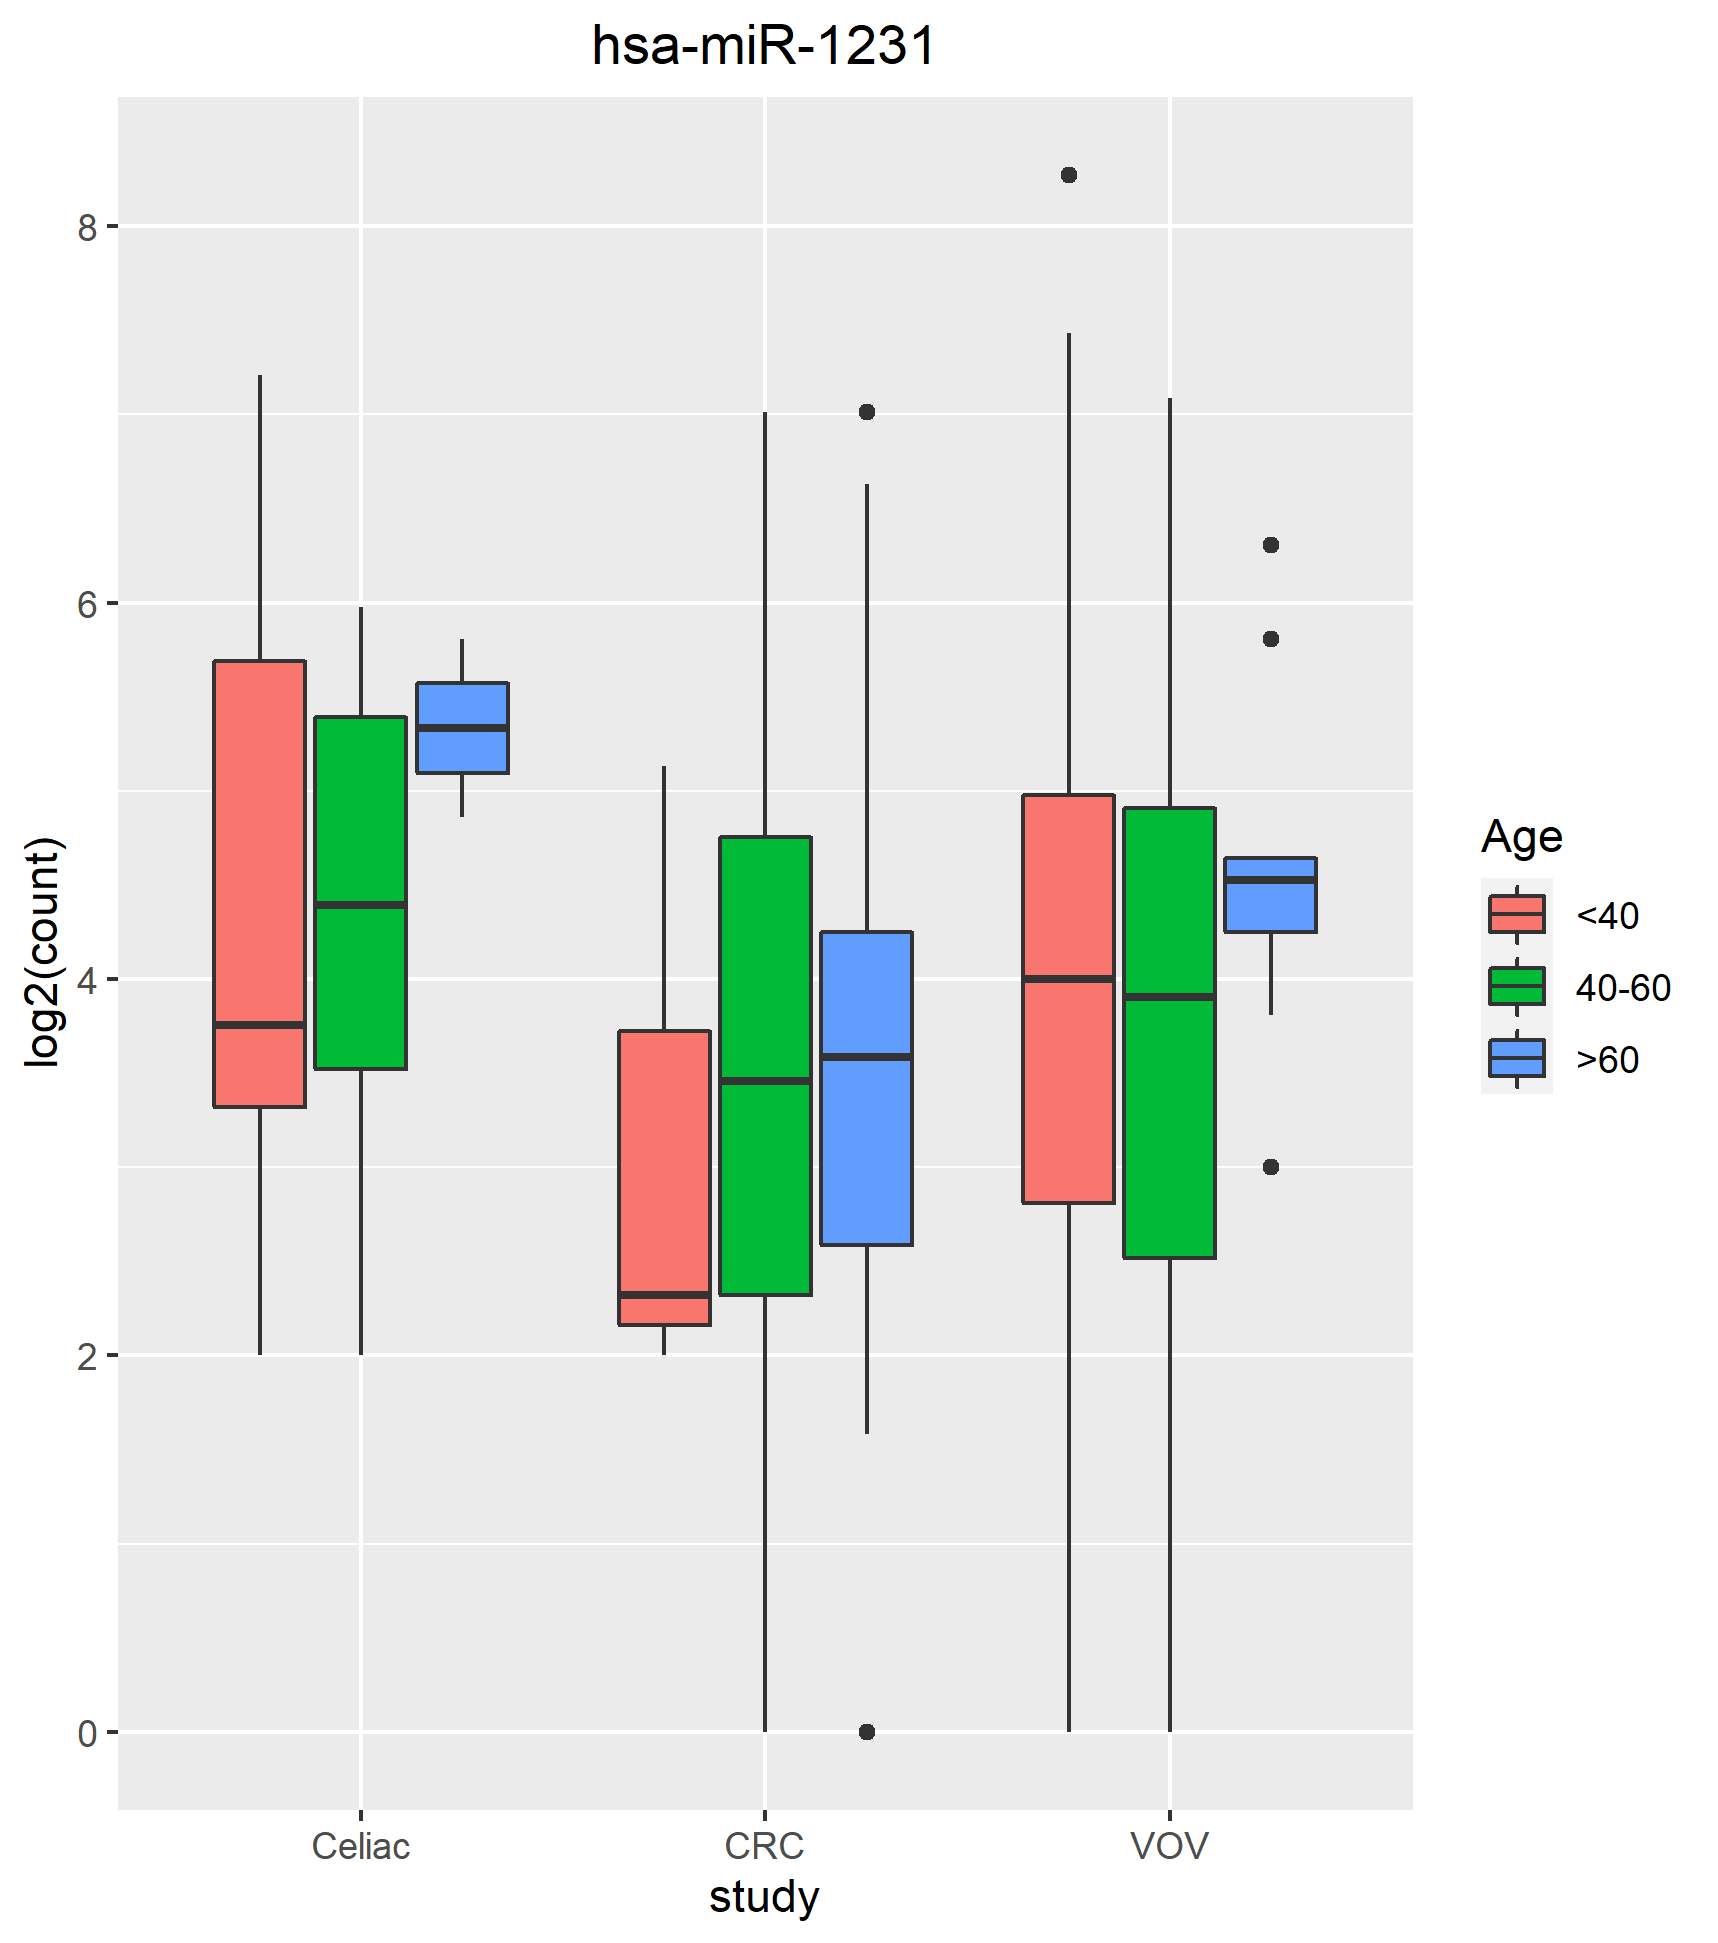 hsa-miR-1231
log2(count)
8
6
4
2
0
Celiac
CRC
VOV
study
Age
<40
40-60
>60